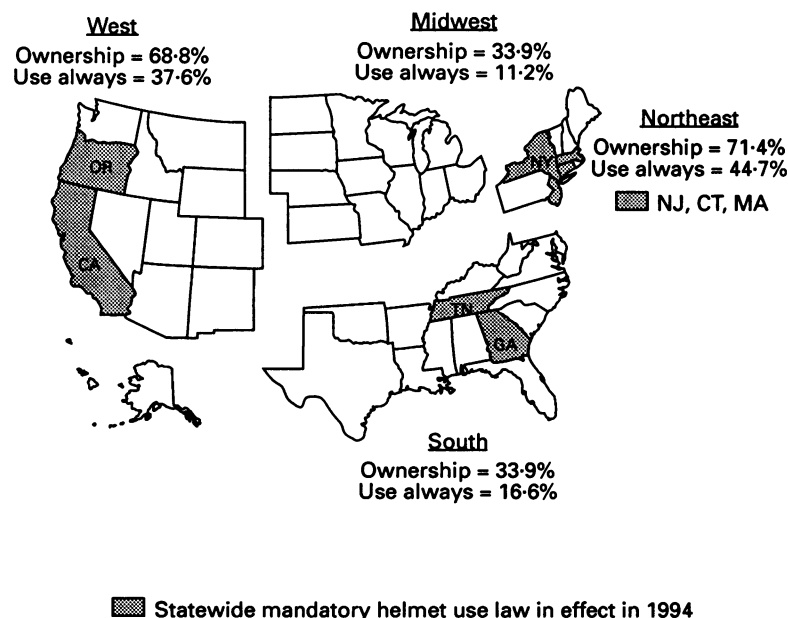 West
Ownership = 68·8%
Use always = 37·6%
Midwest
Ownership = 33·9%
Use always = 11·2%
Northeast
Ownership = 71·4%
Use always = 44·7%
NJ, CT, MA
OR
NY
CA
TN
GA
South
Ownership = 33·9%
Use always = 16·6%
Statewide mandatory helmet use law in effect in 1994